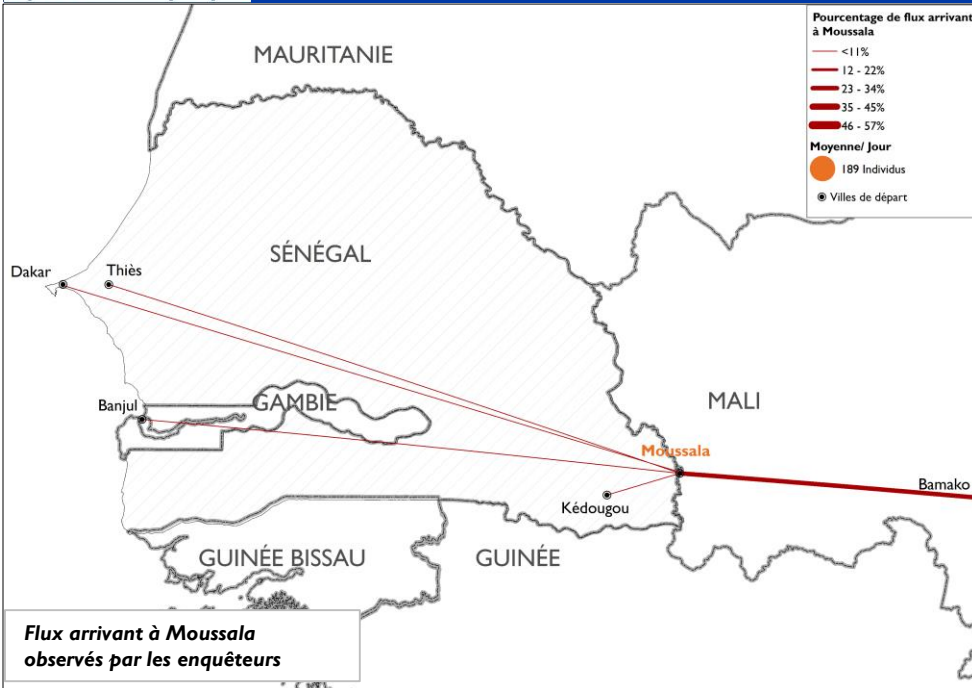 MAURITANIE
Pourcentage de flux arrivant
à Moussala
<11%
12 - 22%
23 - 34%
35 - 45%
46 - 57%
Moyenne/ Jour
189 Individus
Villes de départ
SÉNÉGAL
Dakar
Thiès
Banjul
GAMBIE
MALI
Moussala
Bamako
Kédougou
GUINÉE BISSAU
GUINÉE
Flux arrivant à Moussala
observés par les enquêteurs